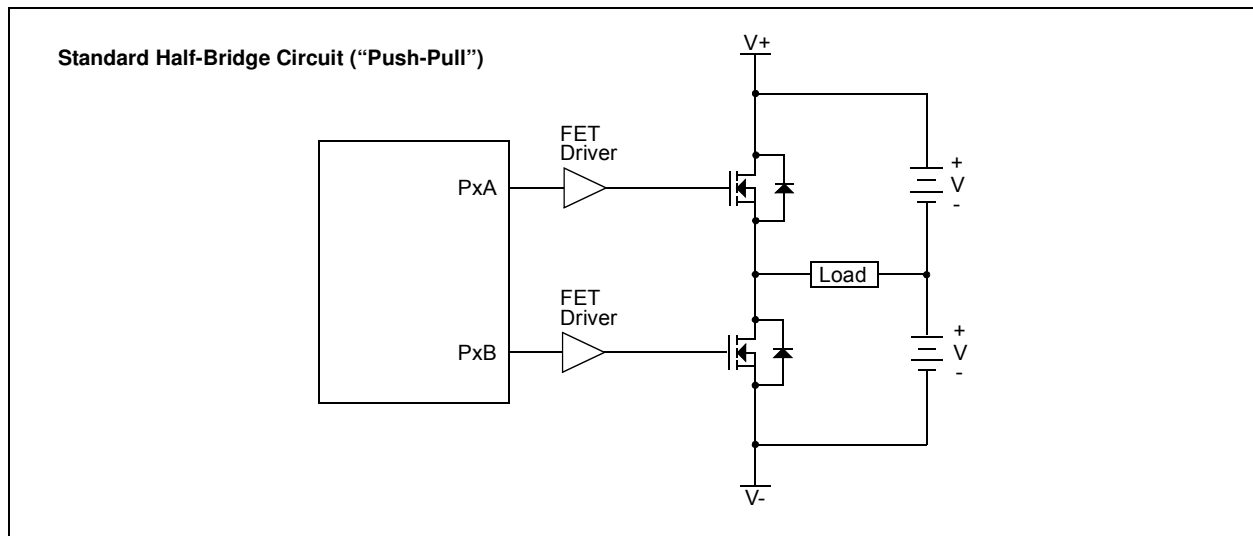 Standard Half-Bridge Circuit (“Push-Pull”)
V+
FET
Driver
PxA
+
V
-
Load
FET
Driver
PxB
+
V
-
V-